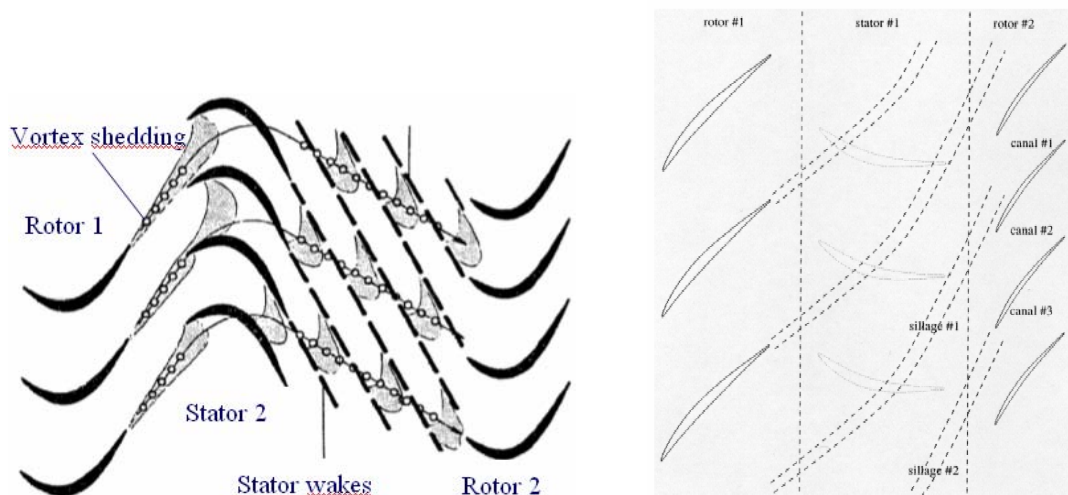 Vortex shedding
Rotor 1
Stator 2
Stator wakes
Rotor 2
rotor #1
stator #1
rotor #2
canal #1
canal #2
canal #3
sillage #1
sillage #2